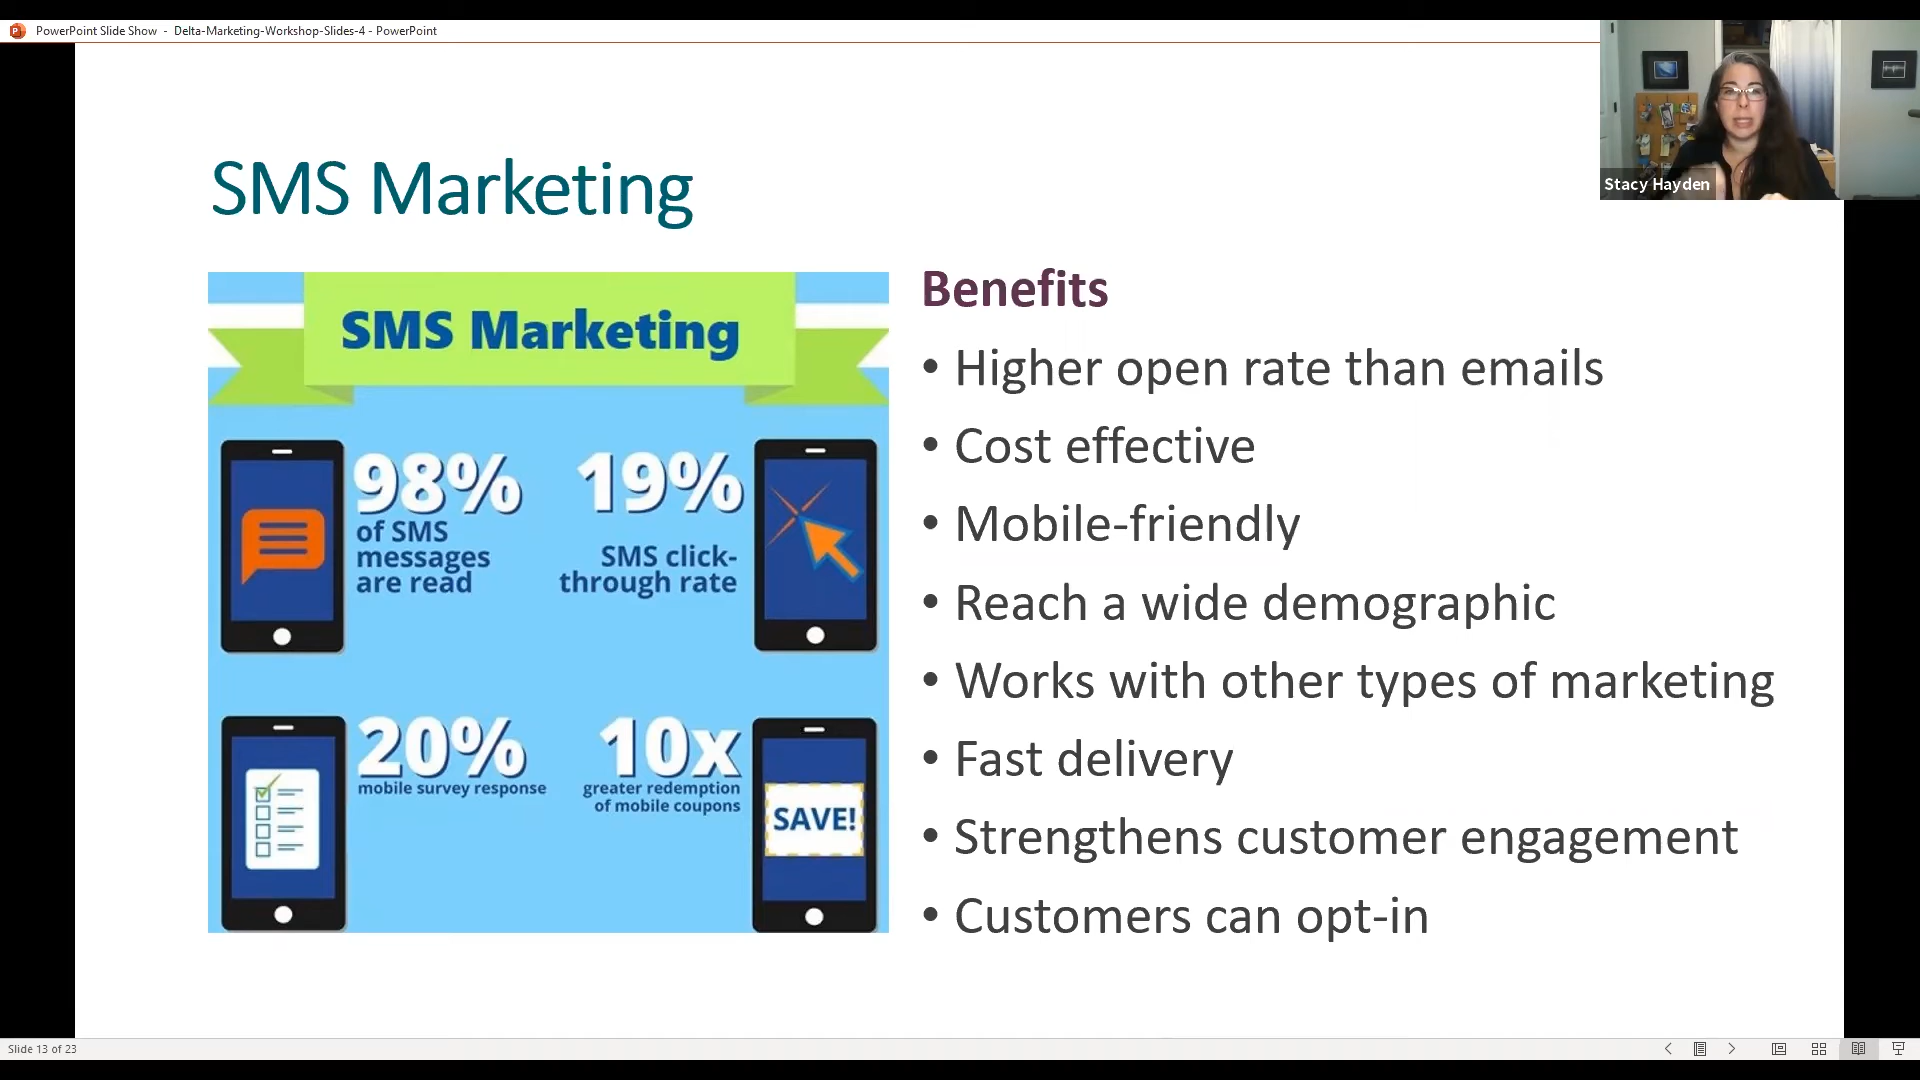 PowerPoint Slide Show - Delta-Marketing-Workshop-Slides-4 - PowerPoint
Stacy Hayden
SMS Marketing
SMS Marketing
98%
of SMS
messages
are read
19%
SMS click-
through rate
20%
mobile survey response
10x
greater redemption
of mobile coupons
SAVE!
Benefits
• Higher open rate than emails
• Cost effective
• Mobile-friendly
• Reach a wide demographic
• Works with other types of marketing
• Fast delivery
• Strengthens customer engagement
• Customers can opt-in
Slide 13 of 23